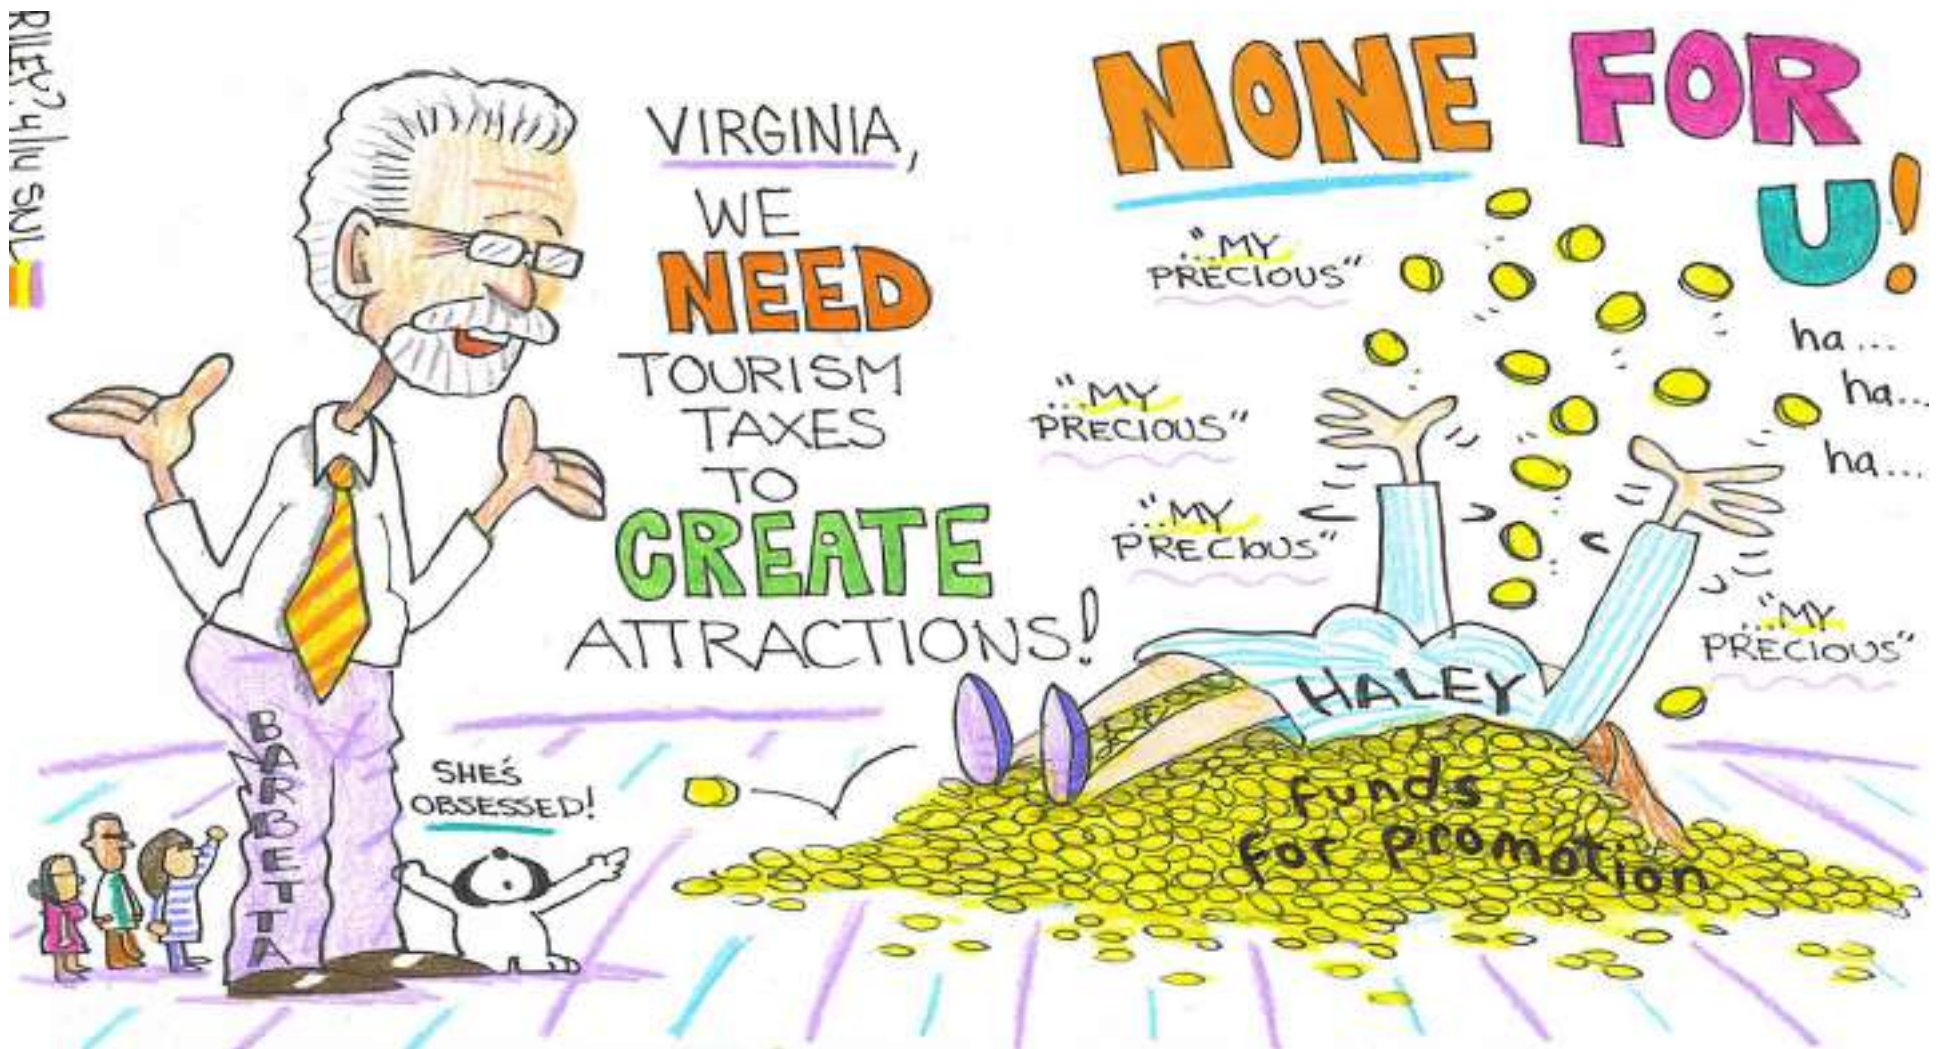 RILEY 4/14 SNL
VIRGINIA,
WE
NEED
TOURISM
TAXES
TO
CREATE
ATTRACTIONS!
BARBETTA
SHE'S
OBSESSED!
NONE FOR
U!
..."MY
PRECIOUS"
..."MY
PRECIOUS"
..."MY
PRECIOUS"
..."MY
PRECIOUS"
ha...
ha...
ha...
HALEY
funds
for promotion